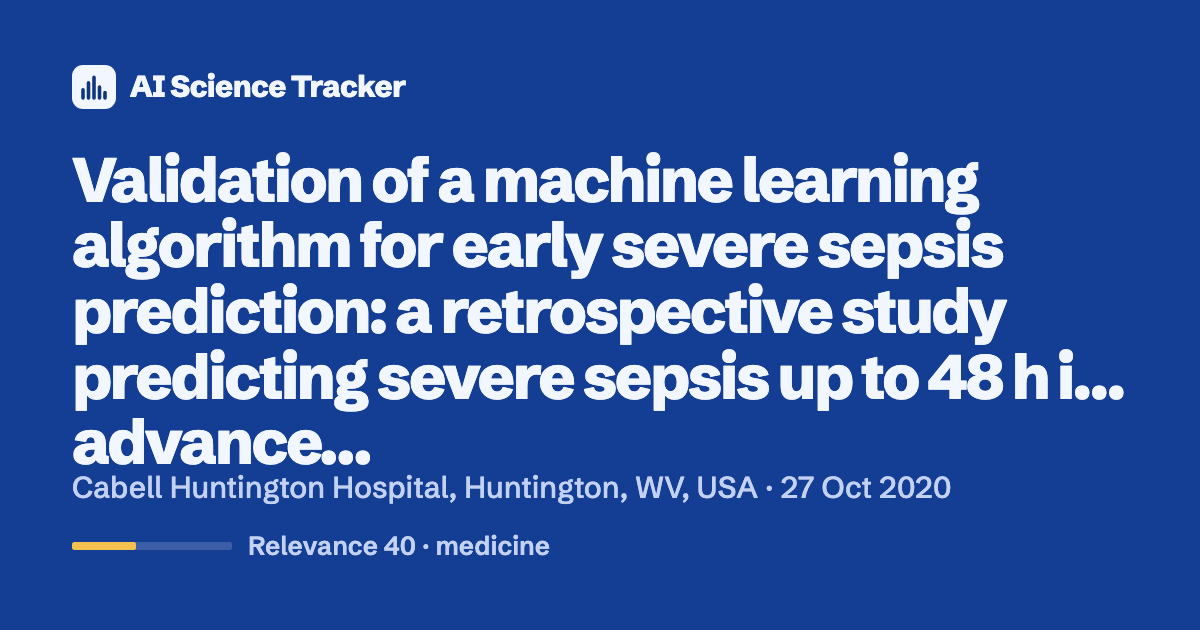 AI Science Tracker
Validation of a machine learning
algorithm for early severe sepsis
prediction: a retrospective study
predicting severe sepsis up to 48 h i...
advance...
Cabell Huntington Hospital, Huntington, WV, USA · 27 Oct 2020
Relevance 40 · medicine